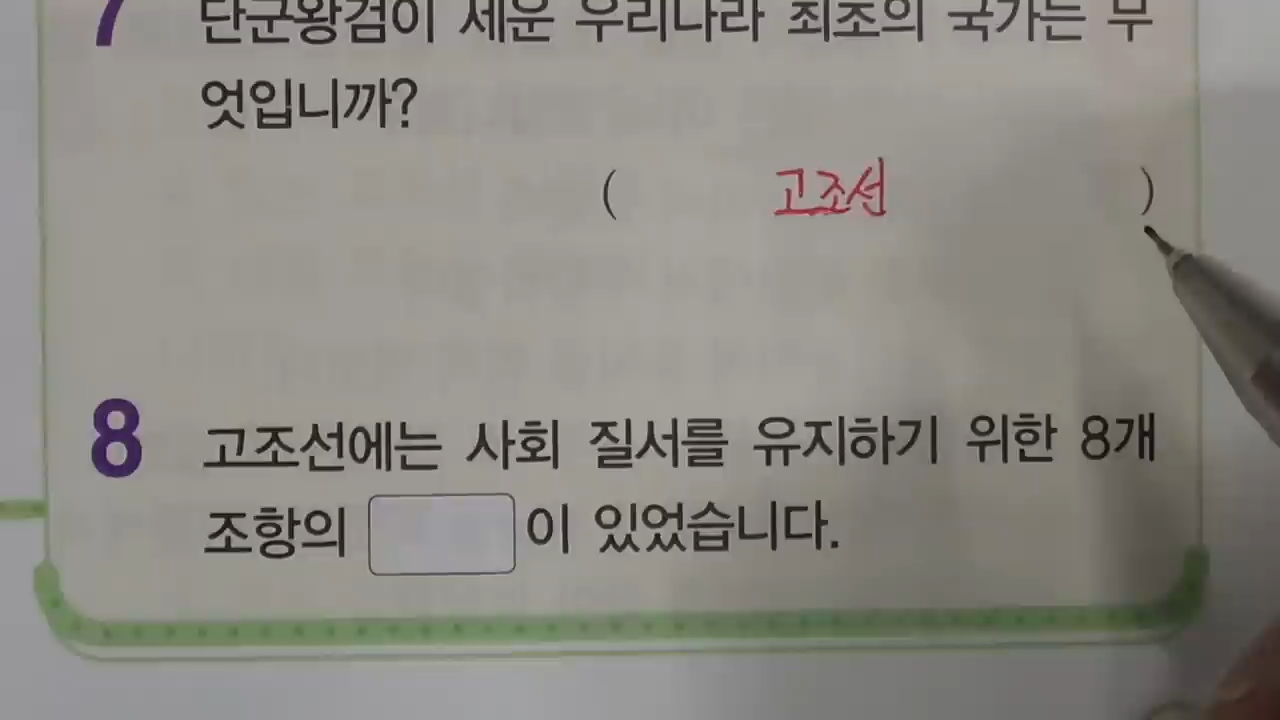 7 단군왕검이 세운 우리나라 최초의 국가는 무
엇입니까?
( 고조선 )
8 고조선에는 사회 질서를 유지하기 위한 8개
조항의 이 있었습니다.